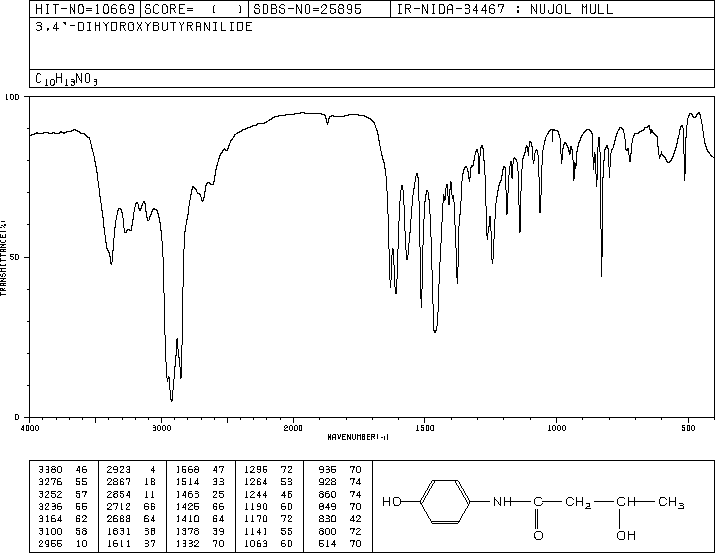 HIT-NO=10669 SCORE= ( ) SDBS-NO=25895 IR-NIDA-34467 : NUJOL MULL
3,4'-DIHYDROXYBUTYRANILIDE
C10H13NO3
100
TRANSMITTANCE(%)
50
0
4000 3000 2000 1500 1000 500
WAVENUMBER(-1)
3380 46 2923 4 1568 47 1296 72 936 70
3276 55 2867 18 1514 33 1264 53 928 74
3252 57 2854 11 1463 25 1244 46 860 74
3236 55 2712 66 1426 66 1190 60 849 70
3164 62 2688 64 1410 64 1170 72 830 42
3100 58 1631 38 1378 39 1141 55 800 72
2955 10 1611 37 1332 70 1063 60 514 70
HO NH C CH2 CH CH3
O OH